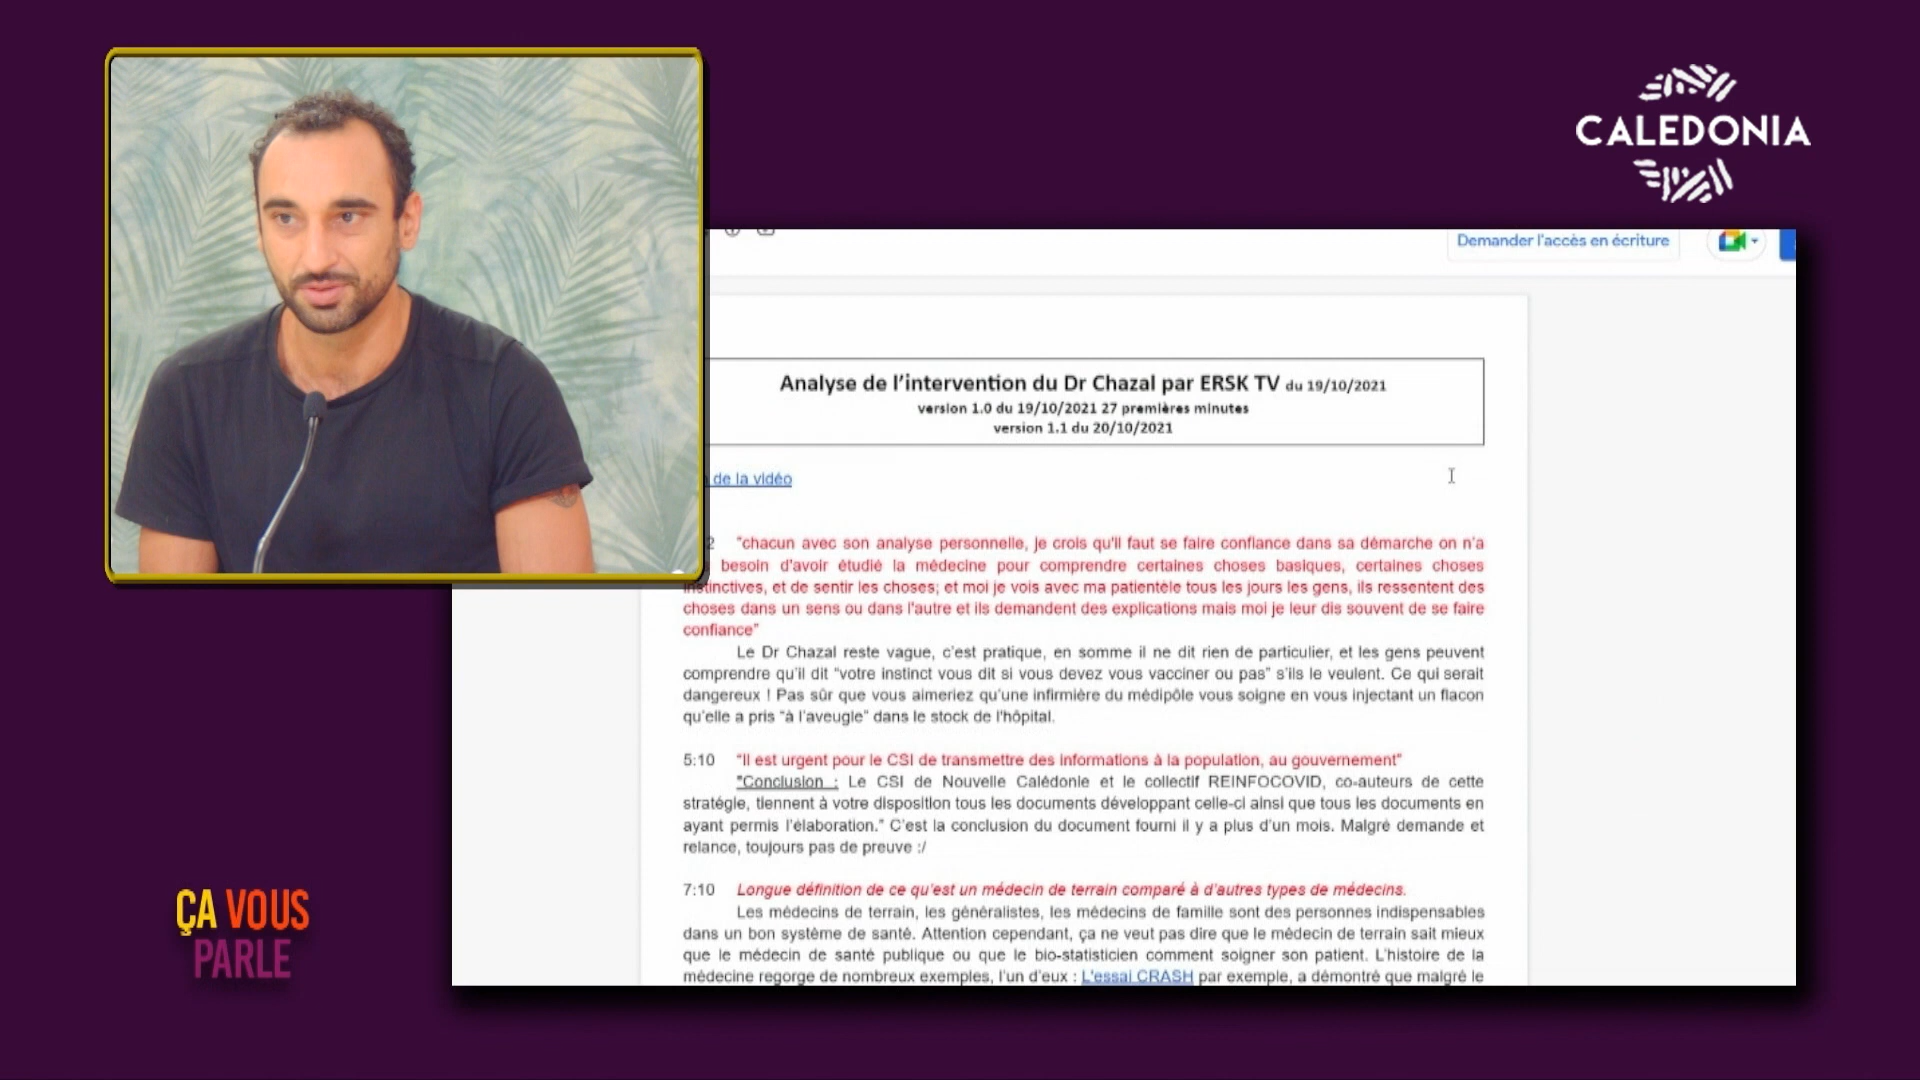 CALEDONIA
Demander l'accès en écriture
Analyse de l'intervention du Dr Chazal par ERSK TV du 19/10/2021
version 1.0 du 19/10/2021 27 premières minutes
version 1.1 du 20/10/2021
de la vidéo
2 "chacun avec son analyse personnelle, je crois qu'il faut se faire confiance dans sa démarche on n'a
besoin d'avoir étudié la médecine pour comprendre certaines choses basiques, certaines choses
instinctives, et de sentir les choses; et moi je vois avec ma patientèle tous les jours les gens, ils ressentent des
choses dans un sens ou dans l'autre et ils demandent des explications mais moi je leur dis souvent de se faire
confiance"
Le Dr Chazal reste vague, c'est pratique, en somme il ne dit rien de particulier, et les gens peuvent
comprendre qu'il dit "votre instinct vous dit si vous devez vous vacciner ou pas" s'ils le veulent. Ce qui serait
dangereux ! Pas sûr que vous aimeriez qu'une infirmière du médipôle vous soigne en vous injectant un flacon
qu'elle a pris "à l'aveugle" dans le stock de l'hôpital.
5:10 "Il est urgent pour le CSI de transmettre des informations à la population, au gouvernement"
"Conclusion : Le CSI de Nouvelle Calédonie et le collectif REINFOCOVID, co-auteurs de cette
stratégie, tiennent à votre disposition tous les documents développant celle-ci ainsi que tous les documents en
ayant permis l'élaboration." C'est la conclusion du document fourni il y a plus d'un mois. Malgré demande et
relance, toujours pas de preuve :/
7:10 Longue définition de ce qu'est un médecin de terrain comparé à d'autres types de médecins.
Les médecins de terrain, les généralistes, les médecins de famille sont des personnes indispensables
dans un bon système de santé. Attention cependant, ça ne veut pas dire que le médecin de terrain sait mieux
que le médecin de santé publique ou que le bio-statisticien comment soigner son patient. L'histoire de la
médecine regorge de nombreux exemples, l'un d'eux : L'essai CRASH par exemple, a démontré que malgré le
ÇA VOUS
PARLE